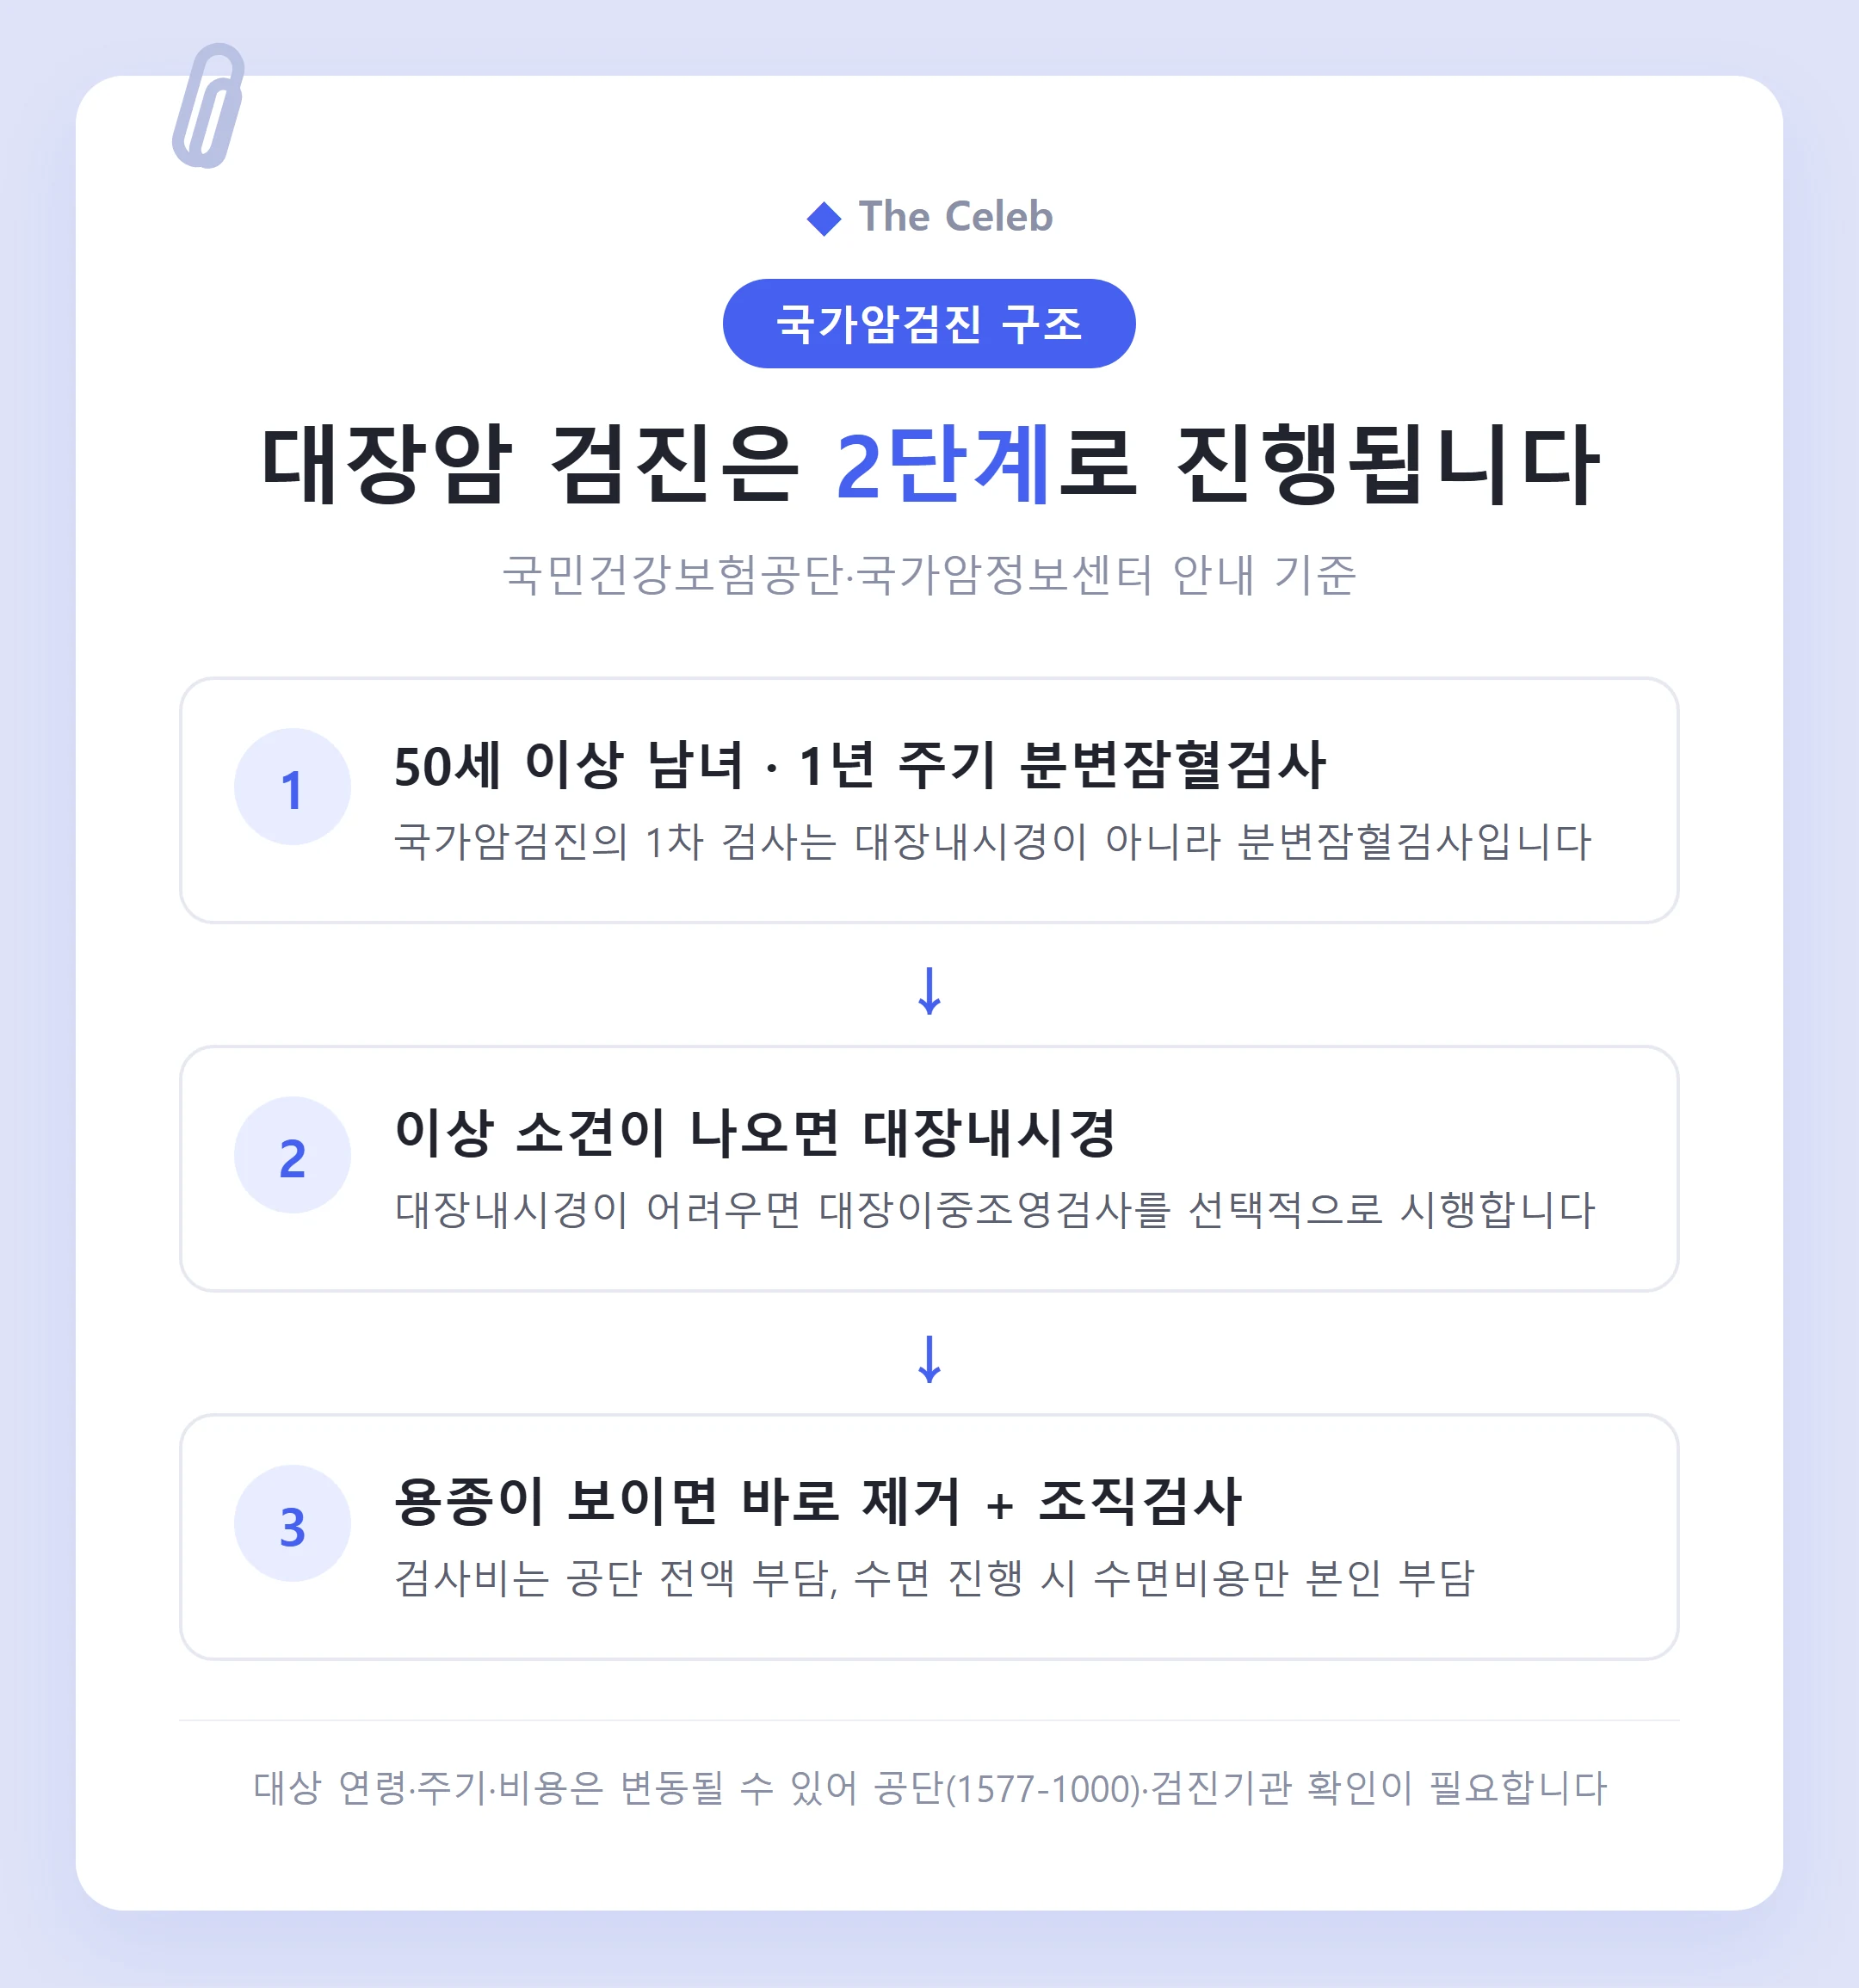 The Celeb
국가암검진 구조
대장암 검진은 2단계로 진행됩니다
국민건강보험공단·국가암정보센터 안내 기준
1
50세 이상 남녀 · 1년 주기 분변잠혈검사
국가암검진의 1차 검사는 대장내시경이 아니라 분변잠혈검사입니다
↓
2
이상 소견이 나오면 대장내시경
대장내시경이 어려우면 대장이중조영검사를 선택적으로 시행합니다
↓
3
용종이 보이면 바로 제거 + 조직검사
검사비는 공단 전액 부담, 수면 진행 시 수면비용만 본인 부담
대상 연령·주기·비용은 변동될 수 있어 공단(1577-1000)·검진기관 확인이 필요합니다